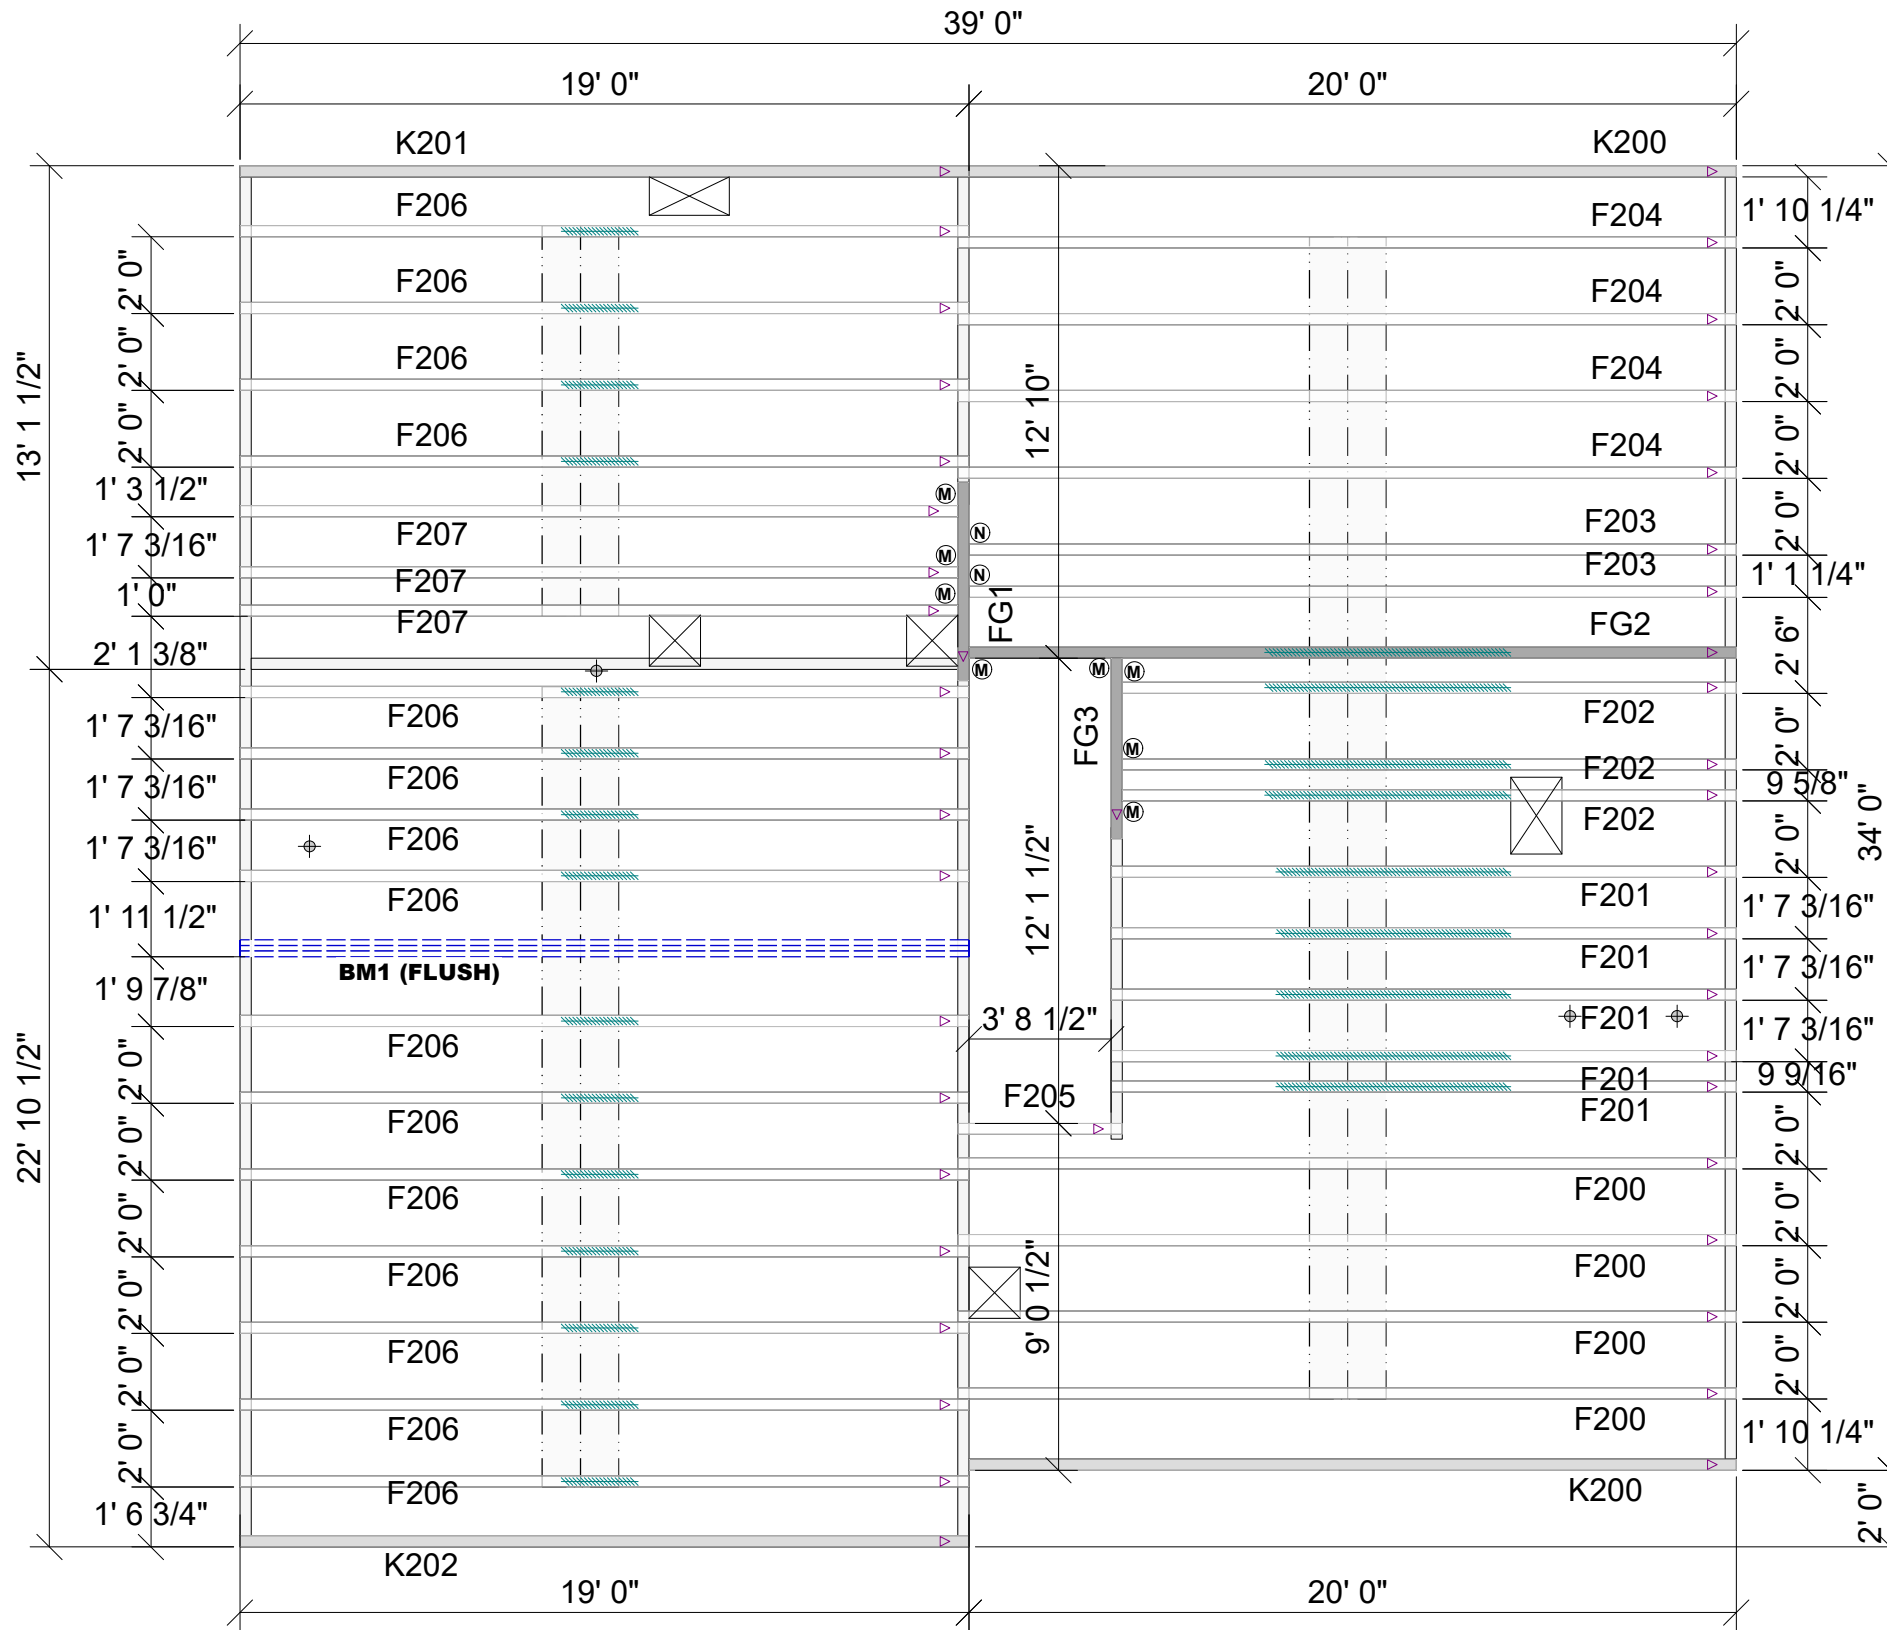 39' 0"
19' 0"
20' 0"
K201
K200
F206
F204
1' 10 1/4"
2' 0"
F206
F204
2' 0"
13' 1 1/2"
2' 0"
F206
F204
2' 0"
12' 10"
2' 0"
F206
F204
2' 0"
1' 3 1/2"
M
F203
2' 0"
N
F207
1' 7 3/16"
M
F203
1' 1 1/4"
N
F207
1' 0"
M
FG1
F207
FG2
2' 6"
2' 1 3/8"
M
M
M
F206
FG3
F202
2' 0"
1' 7 3/16"
M
F206
F202
9 5/8"
1' 7 3/16"
M
F206
F202
2' 0"
34' 0"
1' 7 3/16"
12' 1 1/2"
F206
F201
1' 7 3/16"
1' 11 1/2"
BM1 (FLUSH)
F201
1' 7 3/16"
1' 9 7/8"
3' 8 1/2"
F201
1' 7 3/16"
22' 10 1/2"
F206
2' 0"
F205
F201
9 9/16"
F201
F206
2' 0"
2' 0"
F206
F200
2' 0"
2' 0"
F206
F200
2' 0"
2' 0"
9' 0 1/2"
F206
F200
2' 0"
2' 0"
F206
F200
1' 10 1/4"
2' 0"
F206
K200
1' 6 3/4"
2' 0"
K202
19' 0"
20' 0"